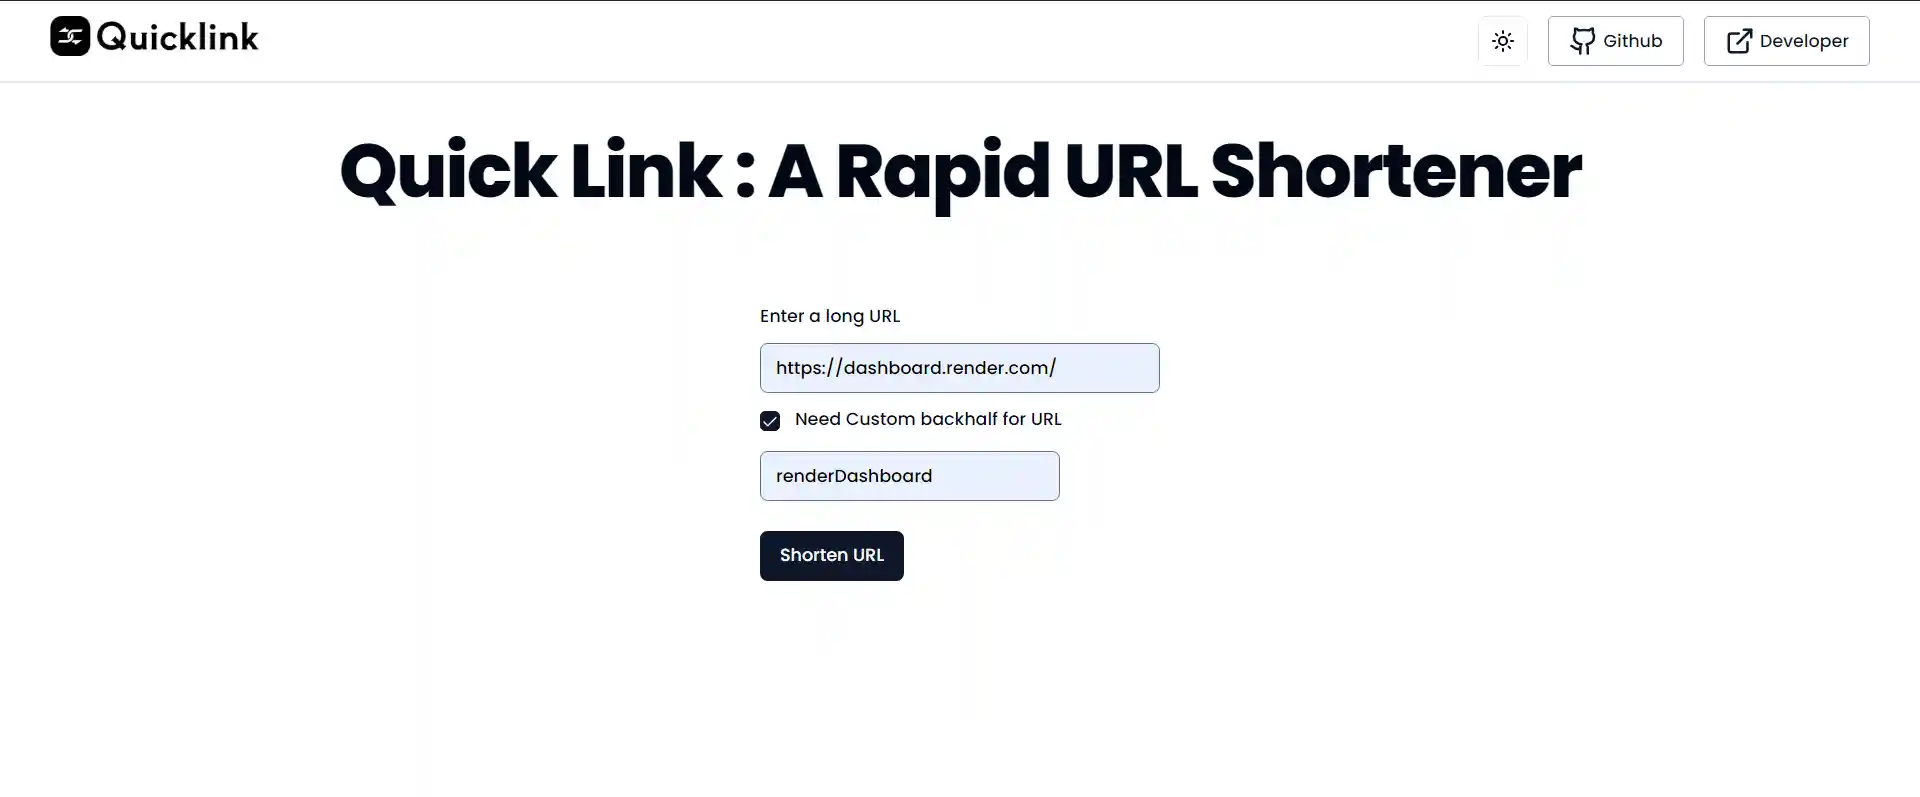 Quicklink
Github
Developer
Quick Link : A Rapid URL Shortener
Enter a long URL
https://dashboard.render.com/
Need Custom backhalf for URL
renderDashboard
Shorten URL